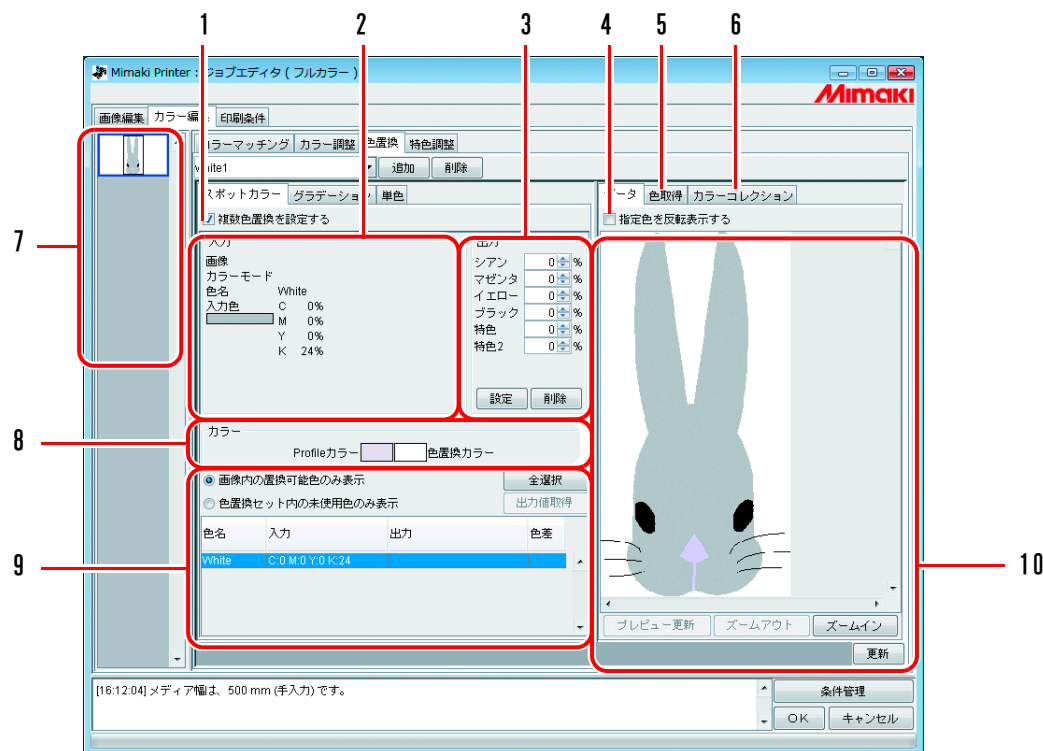 1 2 3 4 5 6
Mimaki Printer : ジョブエディタ ( フルカラー )
Mimaki
画像編集 カラー編 印刷条件
カラーマッチング カラー調整 色置換 特色調整
white1 追加 削除
スポットカラー グラデーション 単色
データ 色取得 カラーコレクション
複数色置換を設定する
指定色を反転表示する
7
入力
画像
カラーモード
色名 White
入力色 C 0%
M 0%
Y 0%
K 24%
出力
シアン 0 %
マゼンタ 0 %
イエロー 0 %
ブラック 0 %
特色 0 %
特色2 0 %
設定 削除
8
カラー
Profileカラー 色置換カラー
画像内の置換可能色のみ表示 全選択
色置換セット内の未使用色のみ表示 出力値取得
9
色名 入力 出力 色差
White C:0 M:0 Y:0 K:24
10
プレビュー更新 ズームアウト ズームイン
更新
[16:12:04] メディア幅は、500 mm (手入力) です。
条件管理
OK キャンセル